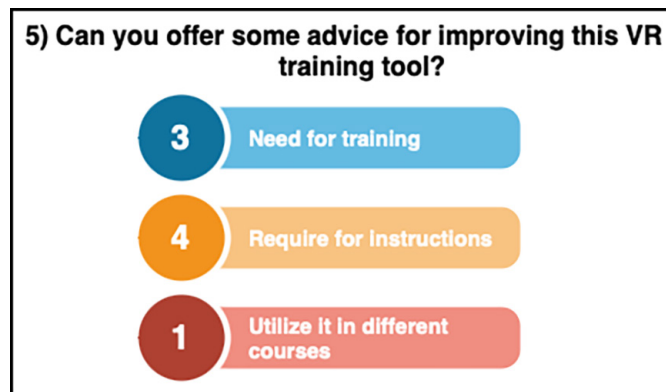 5) Can you offer some advice for improving this VR
training tool?
3
Need for training
4
Require for instructions
1
Utilize it in different
courses